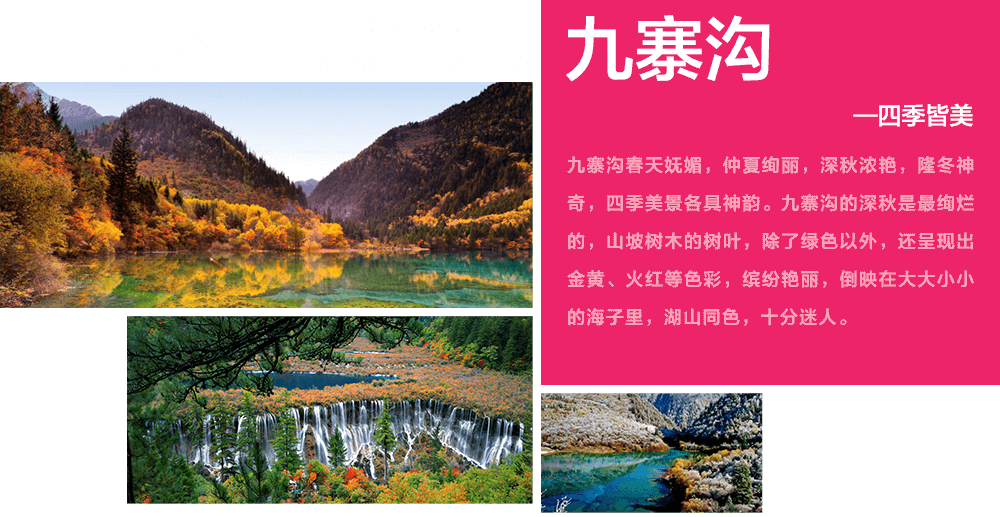 九寨沟
—四季皆美
九寨沟春天妩媚，仲夏绚丽，深秋浓艳，隆冬神
奇，四季美景各具神韵。九寨沟的深秋是最绚烂
的，山坡树木的树叶，除了绿色以外，还呈现出
金黄、火红等色彩，缤纷艳丽，倒映在大大小小
的海子里，湖山同色，十分迷人。